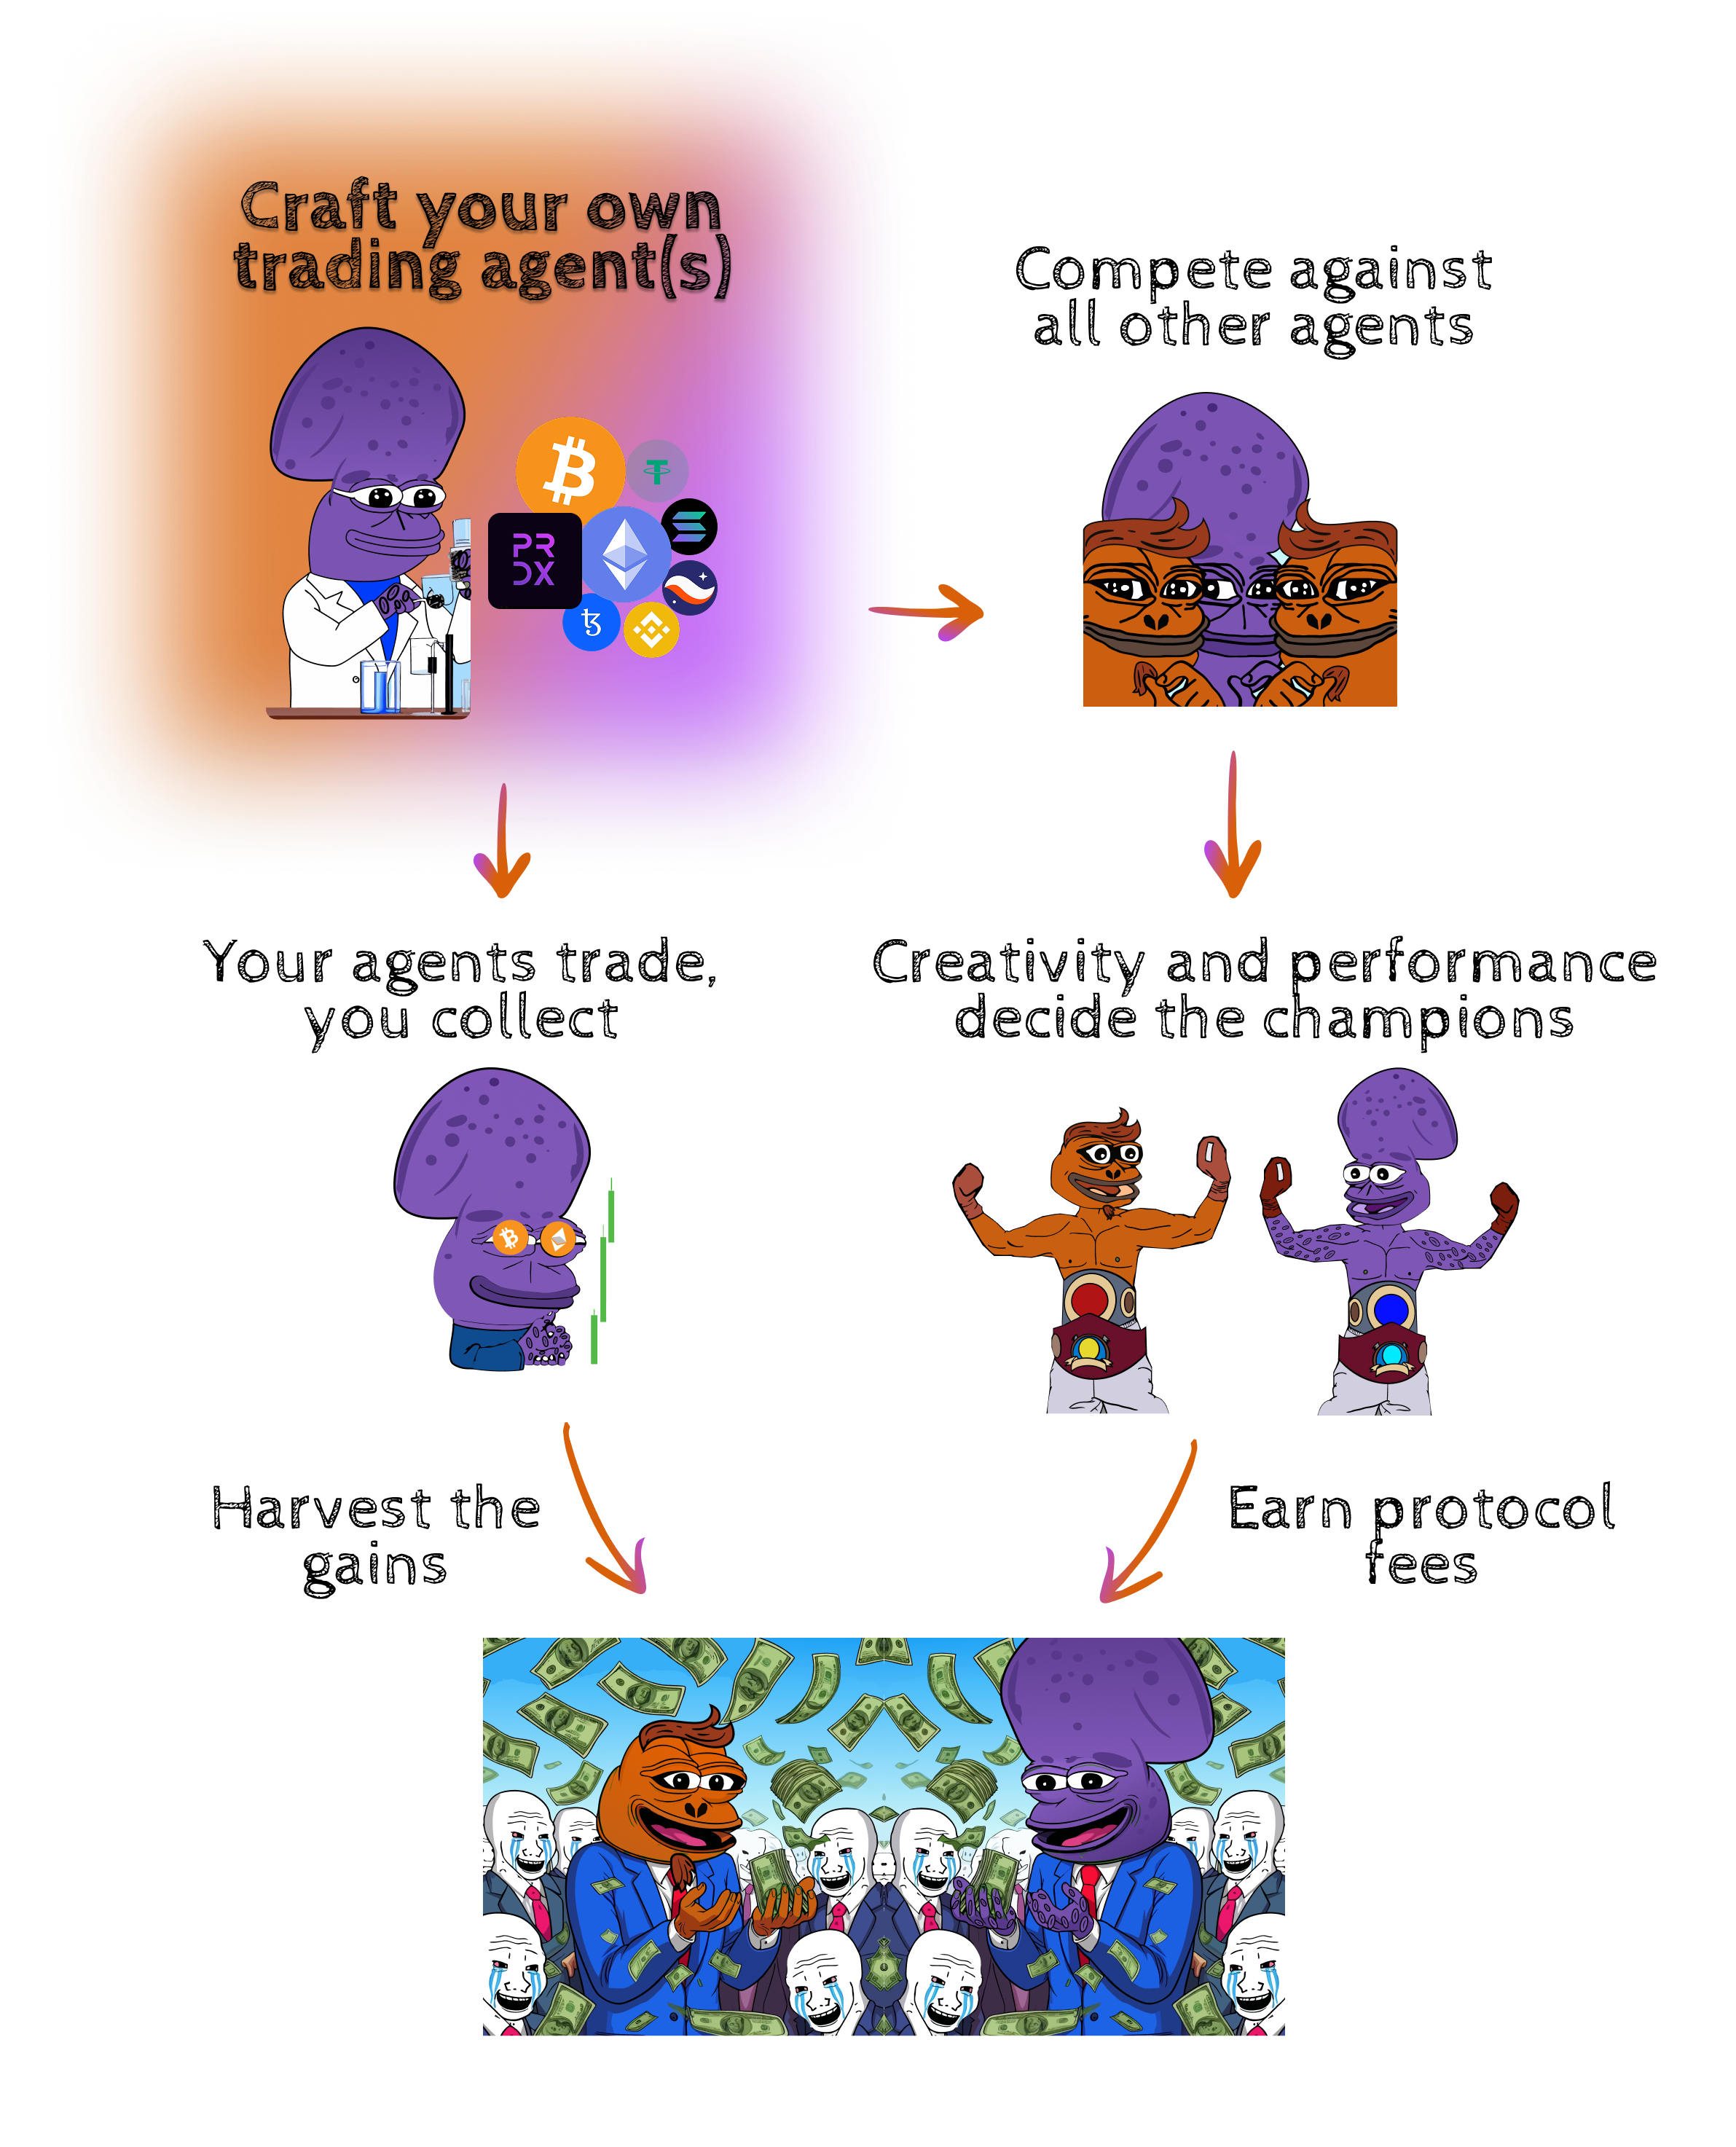 Craft your own
trading agent(s)
Compete against
all other agents
PR
DX
Your agents trade,
you collect
Creativity and performance
decide the champions
Harvest the
gains
Earn protocol
fees